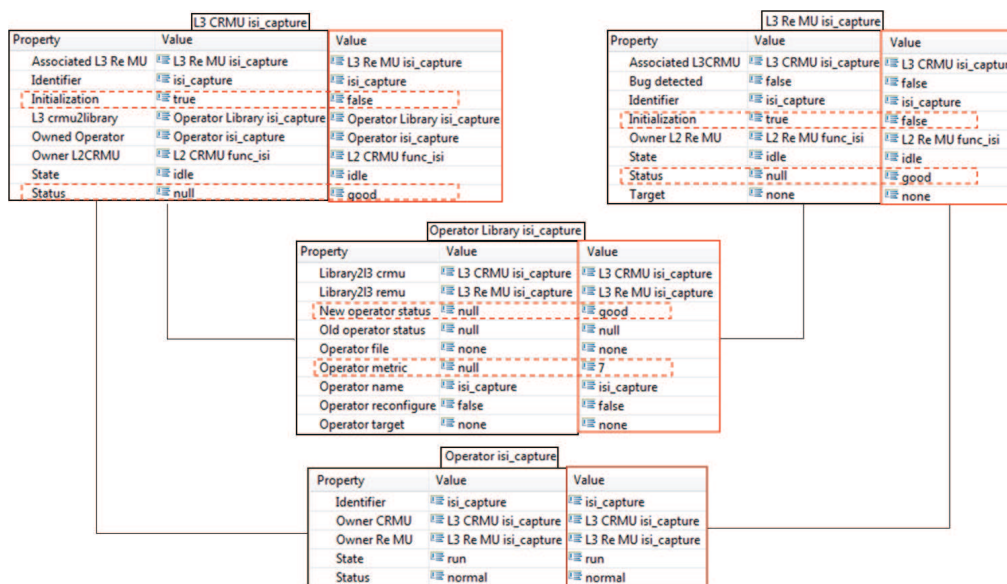 L3 CRMU isi_capture
Property Value Value
Associated L3 Re MU L3 Re MU isi_capture L3 Re MU isi_capture
Identifier isi_capture isi_capture
Initialization true false
L3 crmu2library Operator Library isi_capture Operator Library isi_capture
Owned Operator Operator isi_capture Operator isi_capture
Owner L2CRMU L2 CRMU func_isi L2 CRMU func_isi
State idle idle
Status null good
L3 Re MU isi_capture
Property Value Value
Associated L3CRMU L3 CRMU isi_capture L3 CRMU isi_captur
Bug detected false false
Identifier isi_capture isi_capture
Initialization true false
Owner L2 Re MU L2 Re MU func_isi L2 Re MU func_isi
State idle idle
Status null good
Target none none
Operator Library isi_capture
Property Value Value
Library2l3 crmu L3 CRMU isi_capture L3 CRMU isi_capture
Library2l3 remu L3 Re MU isi_capture L3 Re MU isi_capture
New operator status null good
Old operator status null null
Operator file none none
Operator metric null 7
Operator name isi_capture isi_capture
Operator reconfigure false false
Operator target none none
Operator isi_capture
Property Value Value
Identifier isi_capture isi_capture
Owner CRMU L3 CRMU isi_capture L3 CRMU isi_capture
Owner Re MU L3 Re MU isi_capture L3 Re MU isi_capture
State run run
Status normal normal